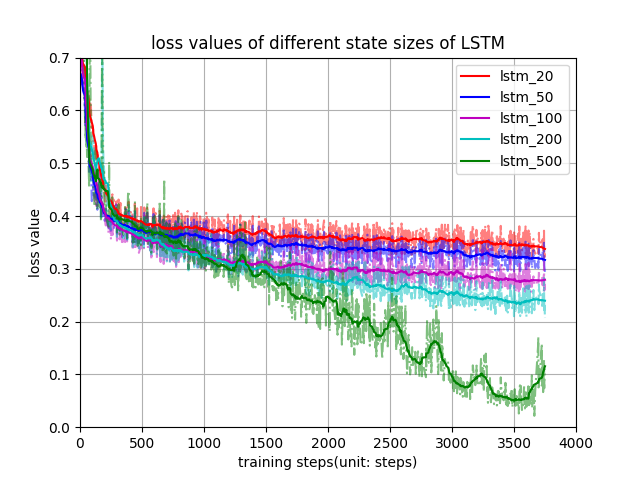 loss values of different state sizes of LSTM
lstm_20
lstm_50
lstm_100
lstm_200
lstm_500
loss value
0.7
0.6
0.5
0.4
0.3
0.2
0.1
0.0
0 500 1000 1500 2000 2500 3000 3500 4000
training steps(unit: steps)